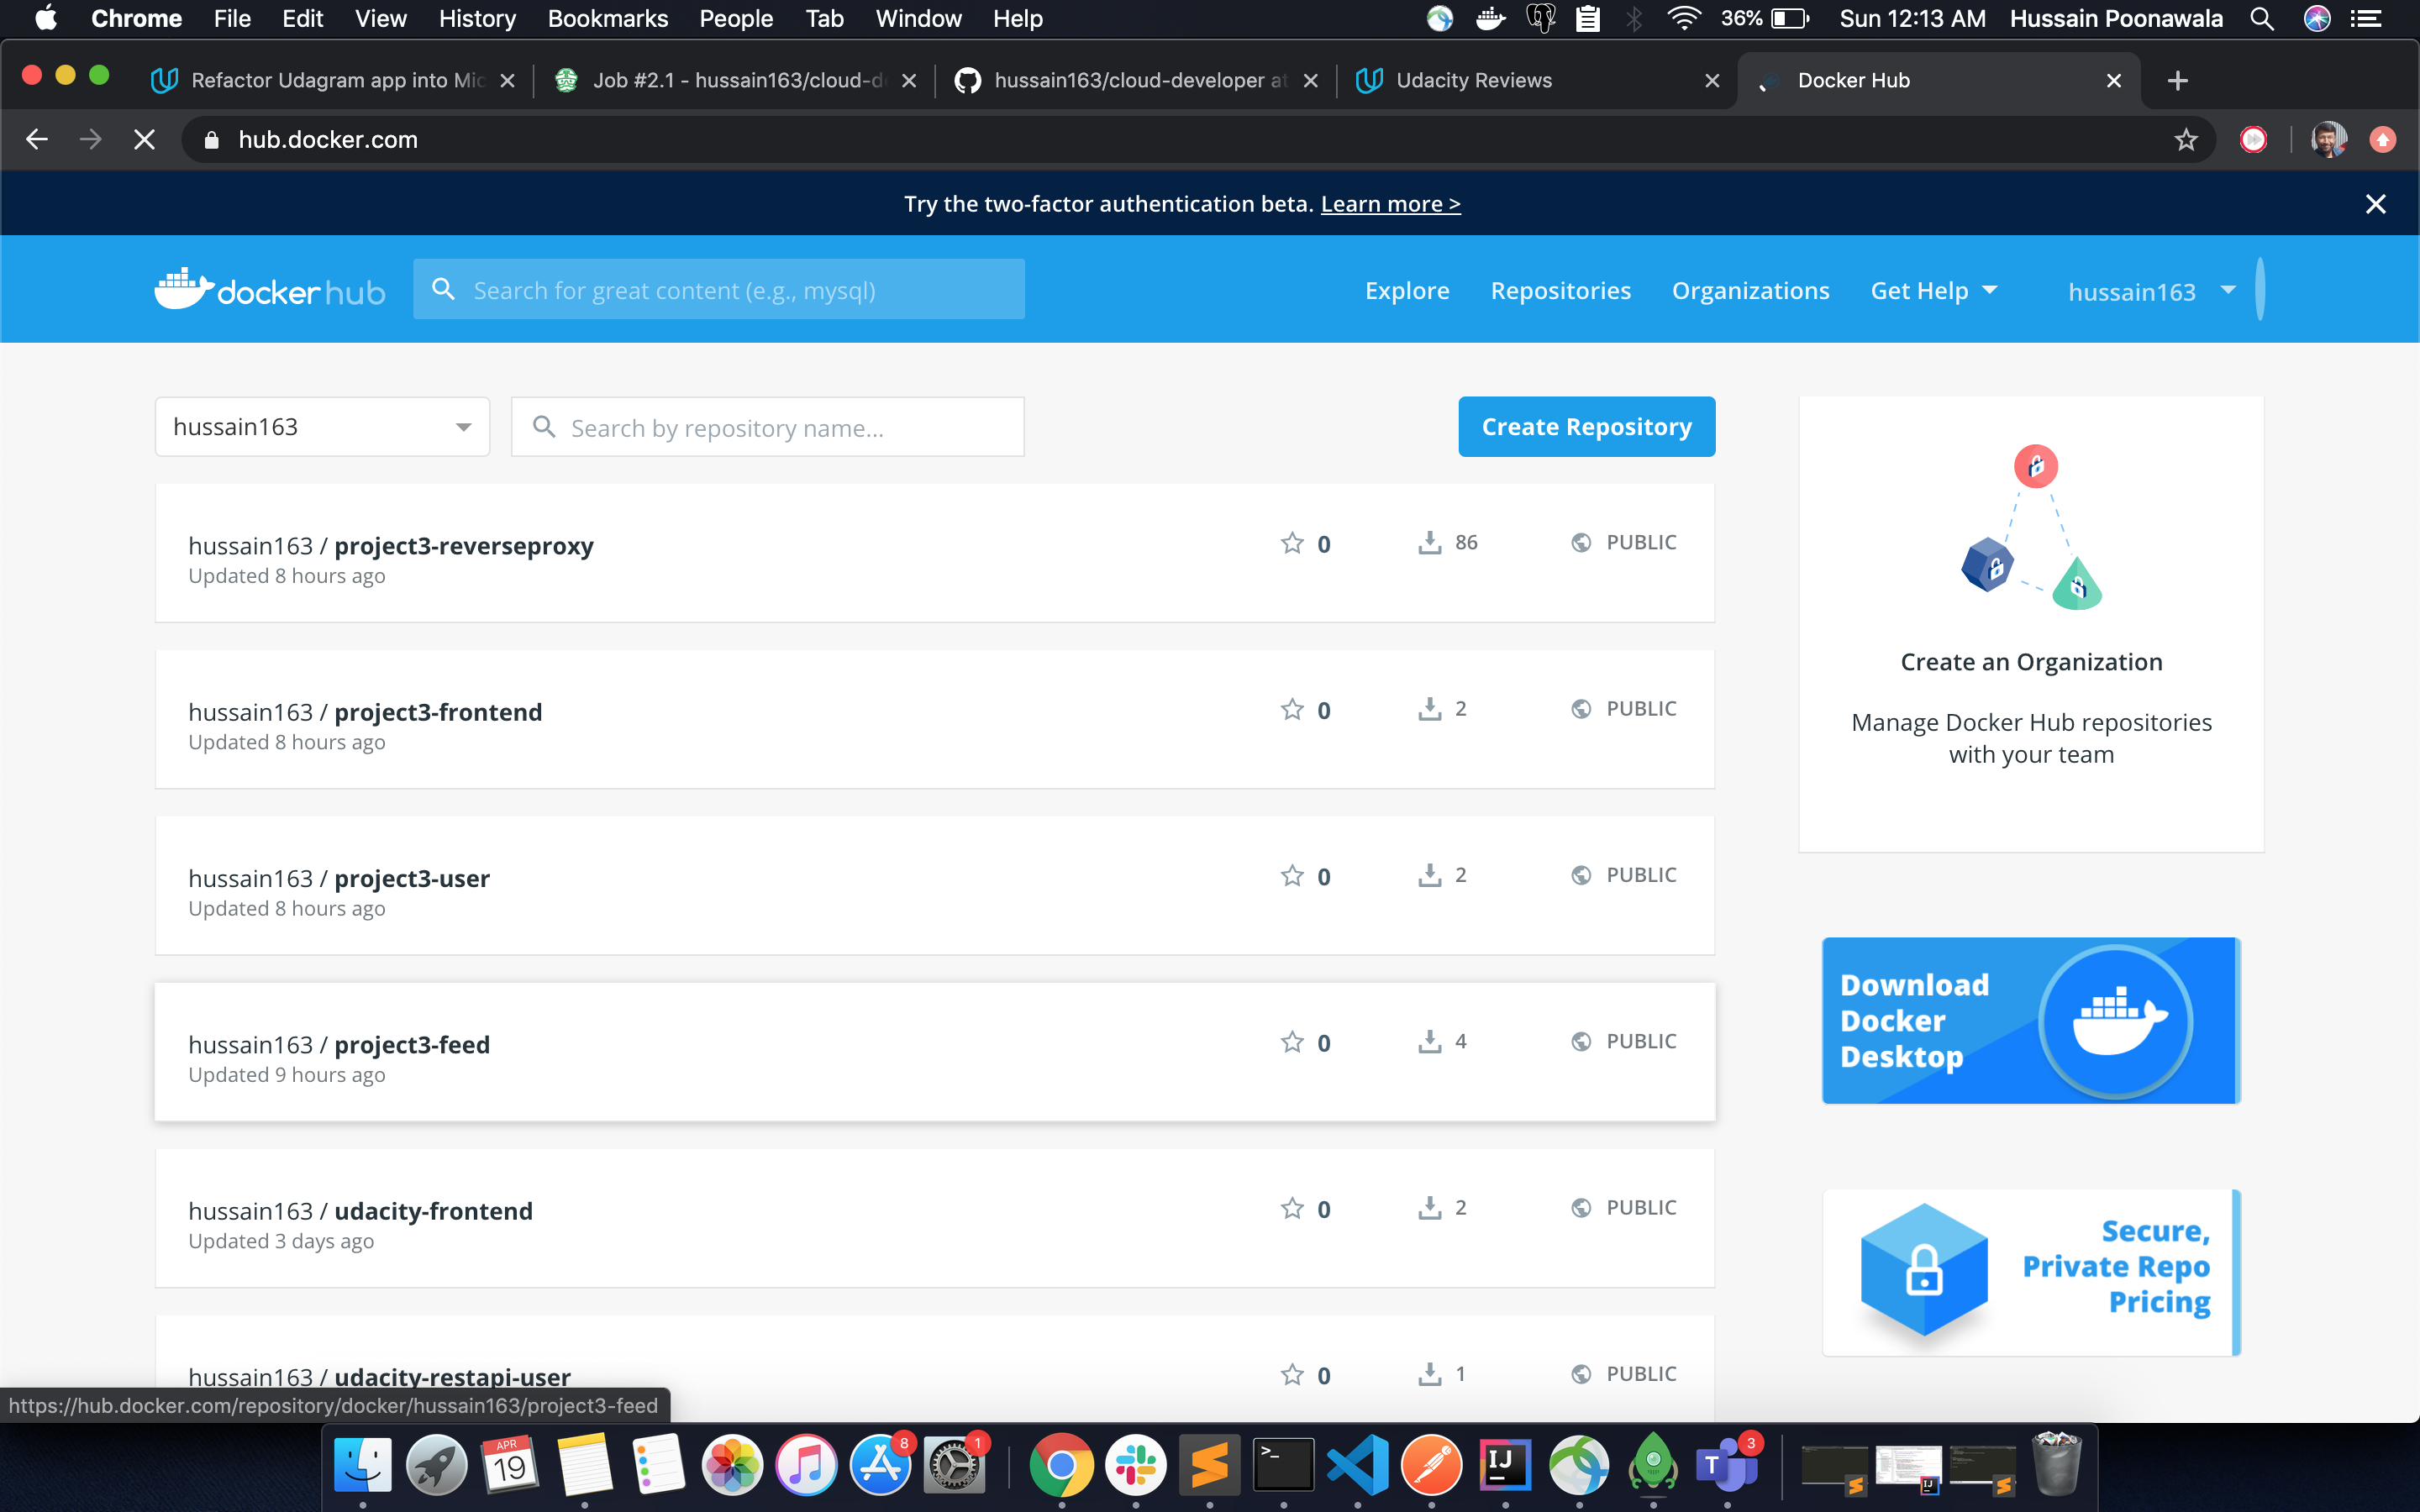 Chrome File Edit View History Bookmarks People Tab Window Help 36% Sun 12:13 AM Hussain Poonawala
Refactor Udagram app into Mic Job #2.1 - hussain163/cloud-de hussain163/cloud-developer at Udacity Reviews Docker Hub
hub.docker.com
Try the two-factor authentication beta. Learn more >
docker hub Search for great content (e.g., mysql) Explore Repositories Organizations Get Help hussain163
hussain163 Search by repository name... Create Repository
hussain163 / project3-reverseproxy 0 86 PUBLIC
Updated 8 hours ago
hussain163 / project3-frontend 0 2 PUBLIC
Updated 8 hours ago
hussain163 / project3-user 0 2 PUBLIC
Updated 8 hours ago
hussain163 / project3-feed 0 4 PUBLIC
Updated 9 hours ago
hussain163 / udacity-frontend 0 2 PUBLIC
Updated 3 days ago
hussain163 / udacity-restapi-user 0 1 PUBLIC
Create an Organization
Manage Docker Hub repositories
with your team
Download
Docker
Desktop
Secure,
Private Repo
Pricing
https://hub.docker.com/repository/docker/hussain163/project3-feed
APR
19
8
1
>_
IJ
T
3